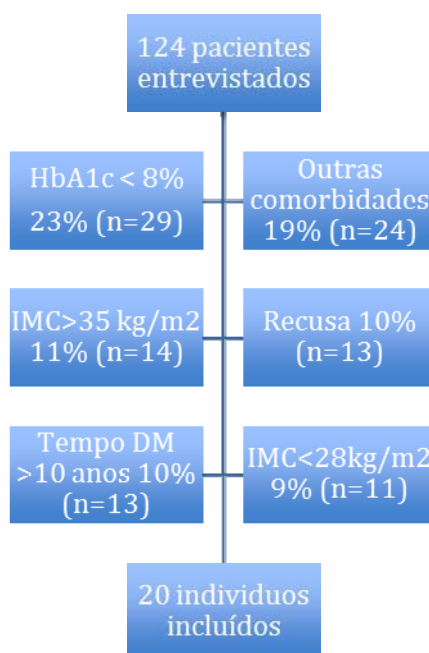 124 pacientes
entrevistados
HbA1c < 8%
23% (n=29)
Outras
comorbidades
19% (n=24)
IMC>35 kg/m2
11% (n=14)
Recusa 10%
(n=13)
Tempo DM
>10 anos 10%
(n=13)
IMC<28kg/m2
9% (n=11)
20 individuos
incluídos